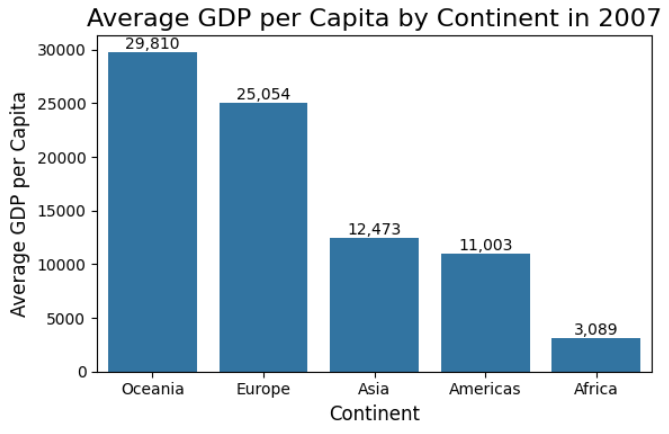 Average GDP per Capita by Continent in 2007
Average GDP per Capita
30000
25000
20000
15000
10000
5000
0
29,810
25,054
12,473
11,003
3,089
Oceania
Europe
Asia
Americas
Africa
Continent